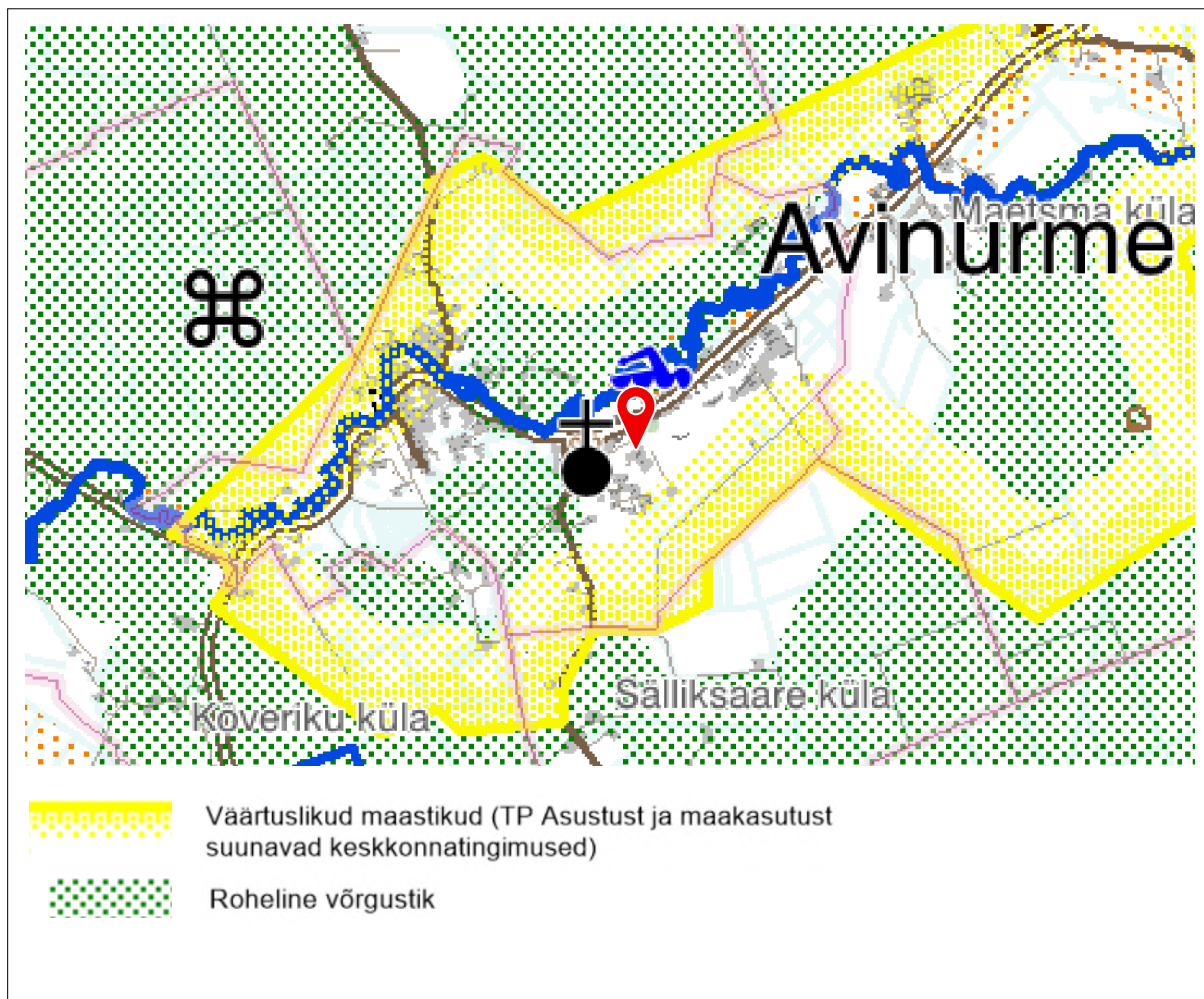 Maetsma küla
Avinurme
Sälliksaare küla
Kõveriku küla
Väärtuslikud maastikud (TP Asustust ja maakasutust
suunavad keskkonnatingimused)
Roheline võrgustik